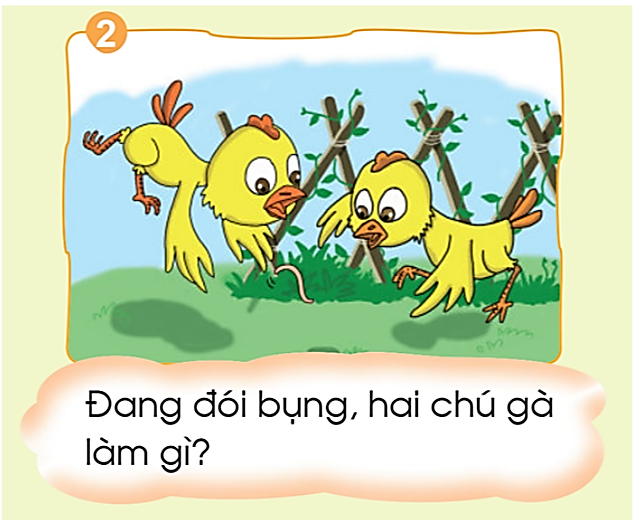 2
Đang đói bụng, hai chú gà
làm gì?